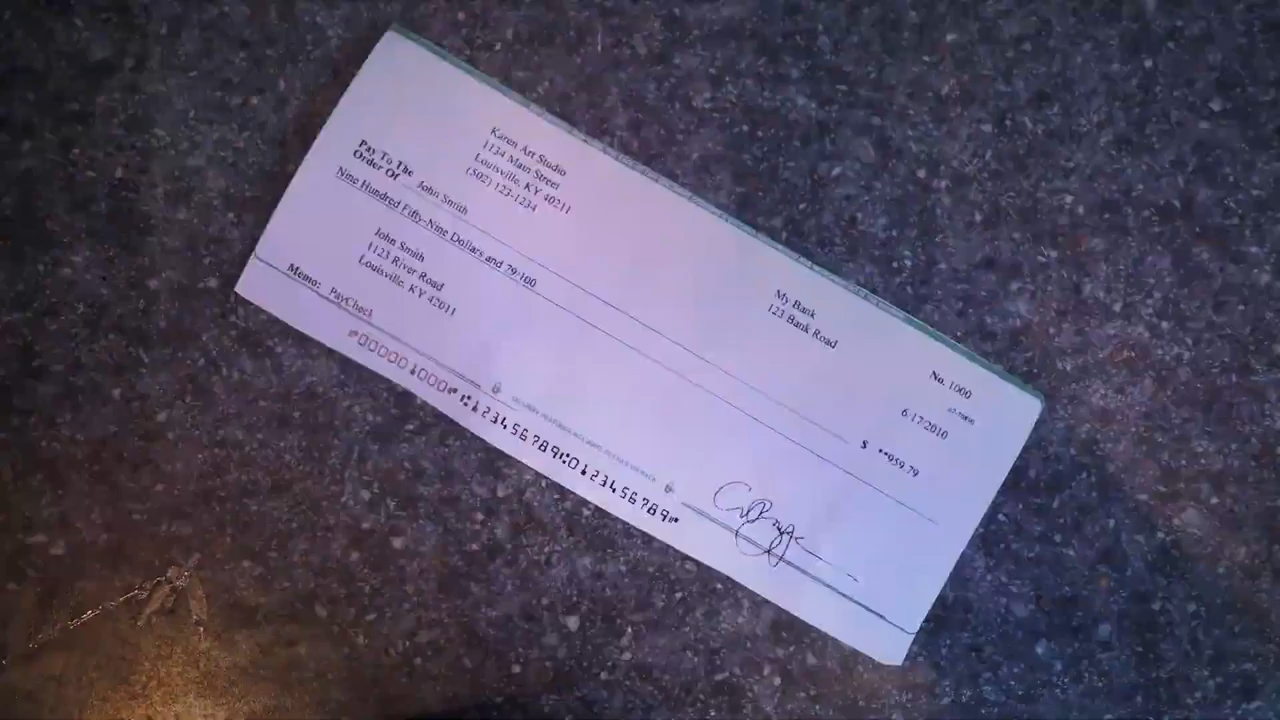 Karen Art Studio
1134 Main Street
Louisville, KY 40211
(502) 123-1234
My Bank
123 Bank Road
No. 1000
6/17/2010
Pay To The
Order Of John Smith
$ **959.79
Nine Hundred Fifty-Nine Dollars and 79/100
John Smith
1123 River Road
Louisville, KY 42011
Memo: PayCheck
⑈00001000⑈ ⑆123456789⑆0123456789⑈